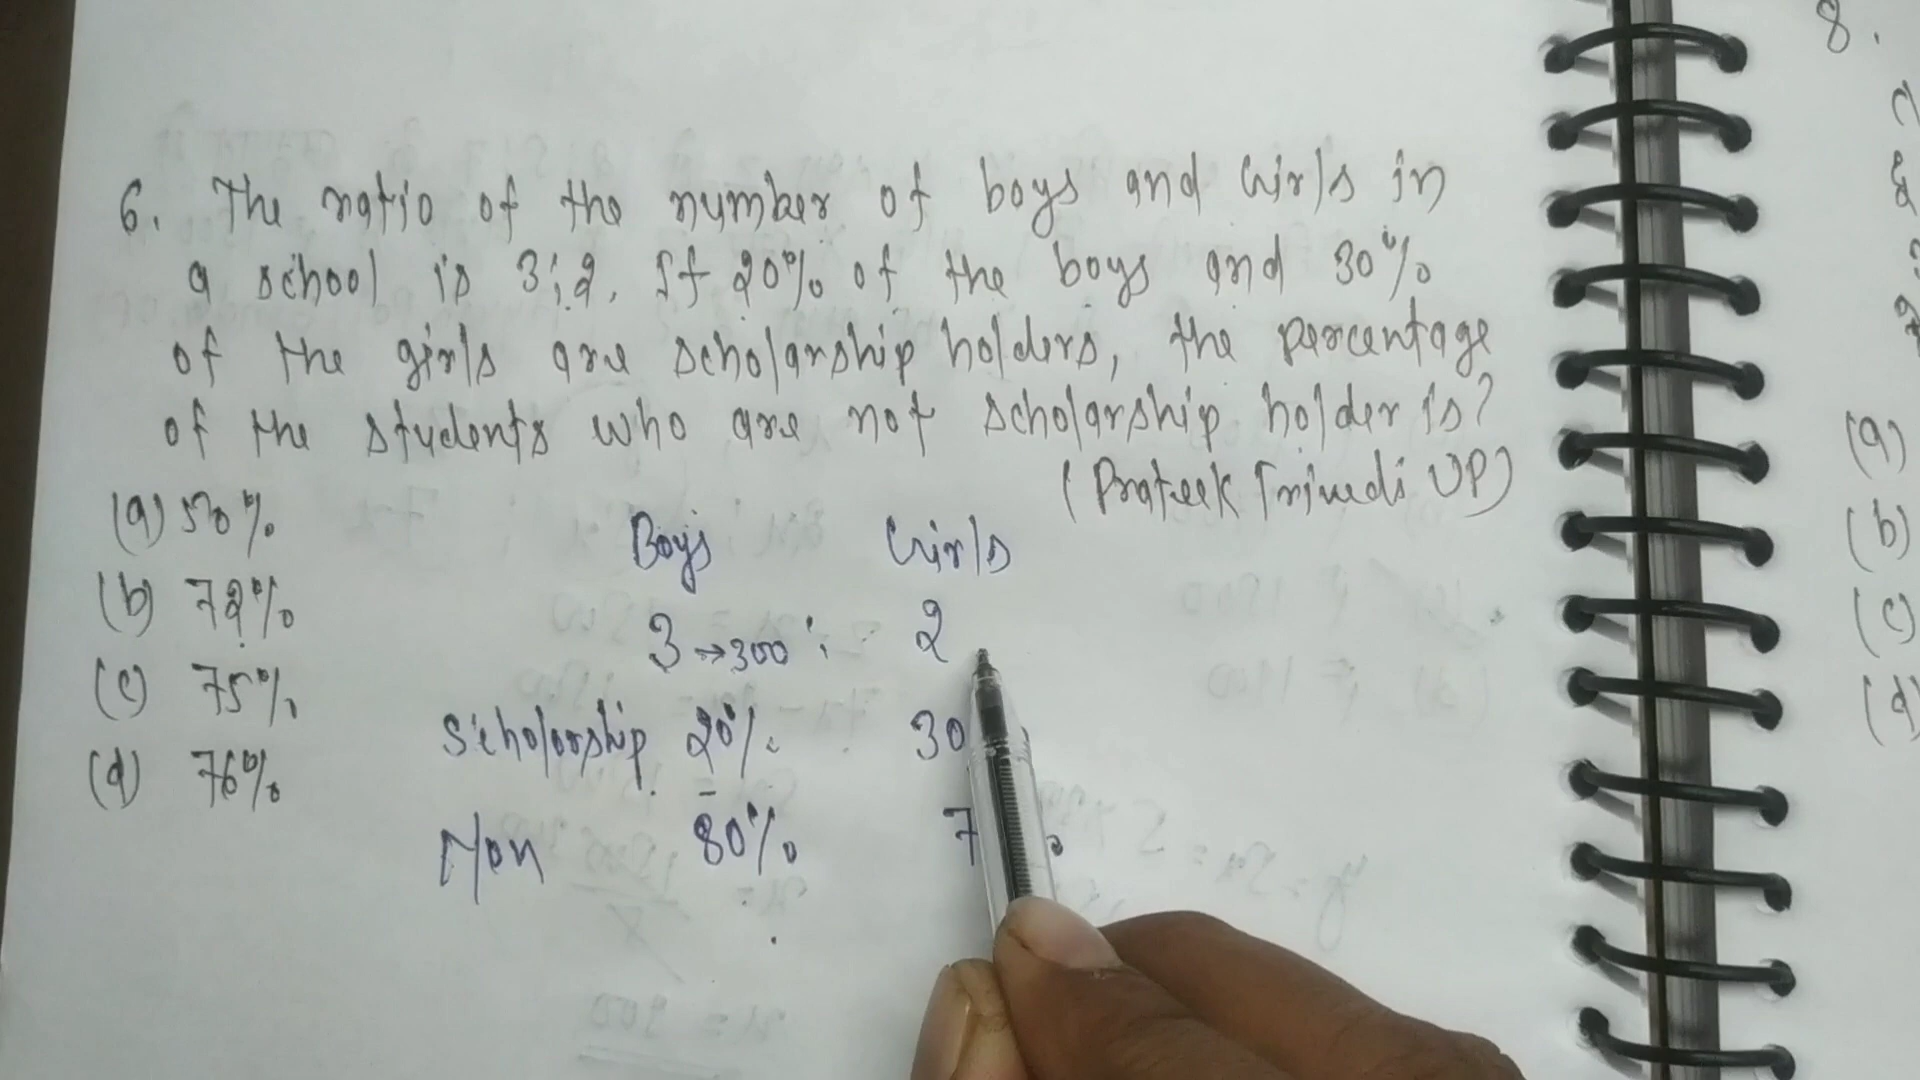 6. The ratio of the number of boys and Girls in
a school is 3:2. If 20% of the boys and 30%
of the girls are scholarship holders, the percentage
of the students who are not scholarship holder is?
(Prateek Trivedi UP)
(a) 50%
(b) 72%
(c) 75%
(d) 76%
Boys Girls
3→300 : 2
Scholorship 20% 30
Non 80% 7
8.
(a)
(b)
(c)
(d)